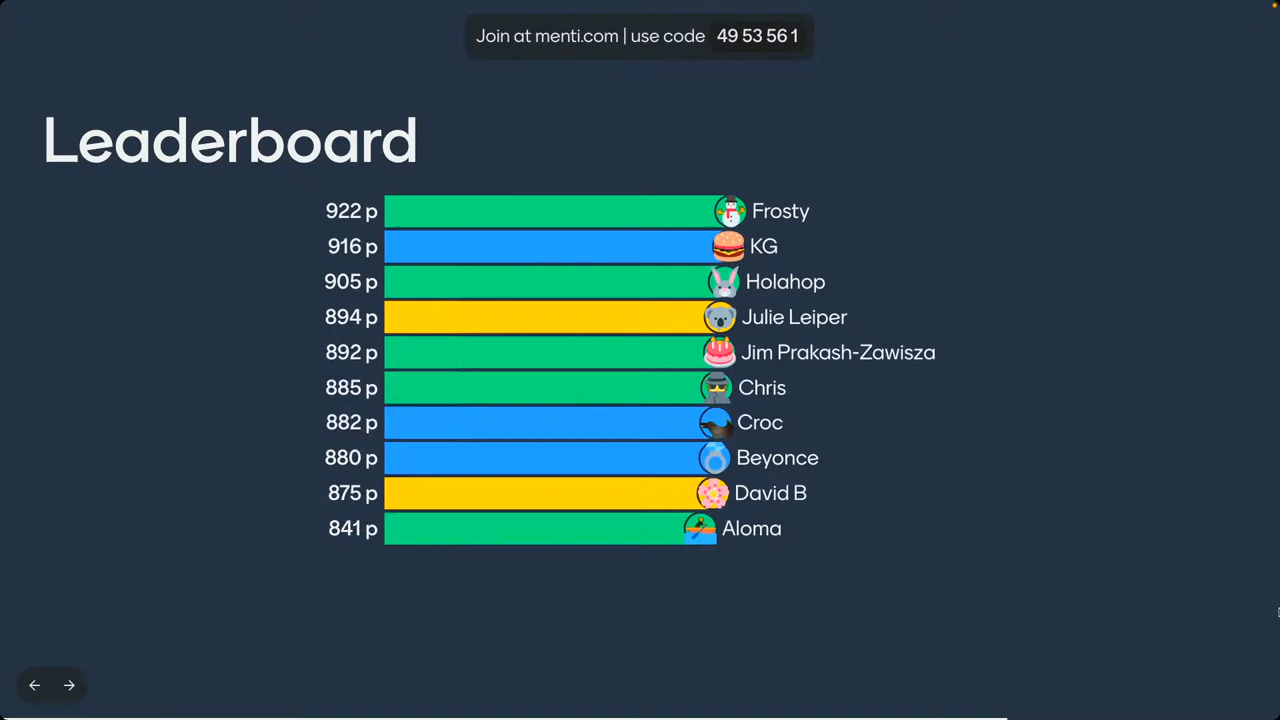 Join at menti.com | use code 49 53 56 1
Leaderboard
922 p Frosty
916 p KG
905 p Holahop
894 p Julie Leiper
892 p Jim Prakash-Zawisza
885 p Chris
882 p Croc
880 p Beyonce
875 p David B
841 p Aloma